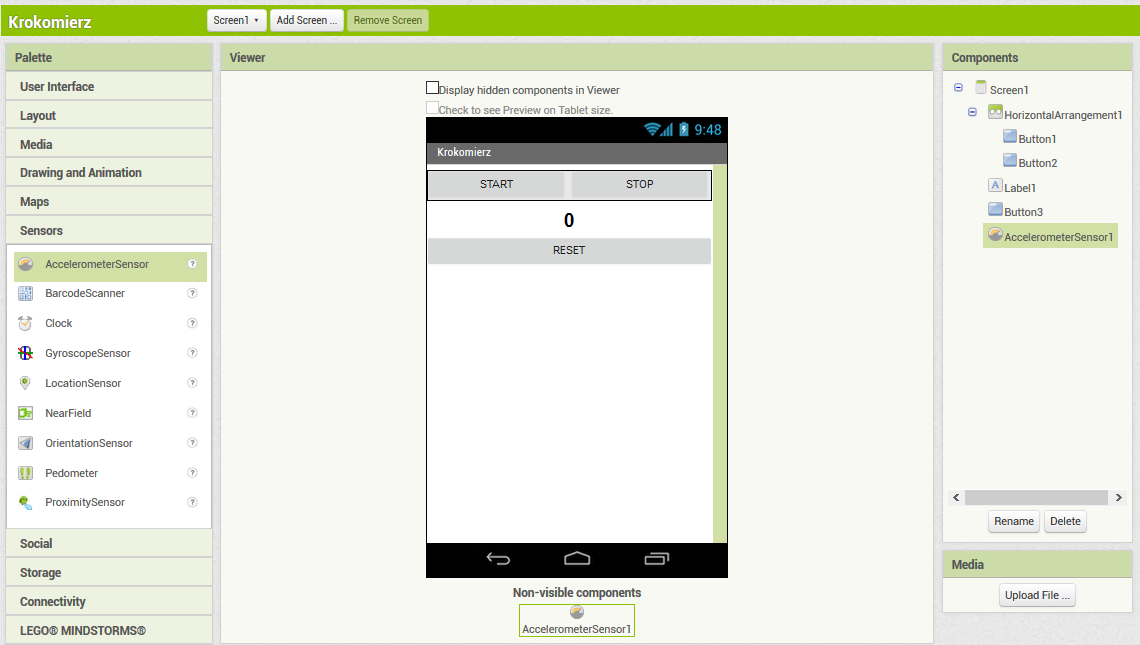 Krokomierz
Screen1
Add Screen ...
Remove Screen
Palette
User Interface
Layout
Media
Drawing and Animation
Maps
Sensors
AccelerometerSensor ?
BarcodeScanner ?
Clock ?
GyroscopeSensor ?
LocationSensor ?
NearField ?
OrientationSensor ?
Pedometer ?
ProximitySensor ?
Social
Storage
Connectivity
LEGO® MINDSTORMS®
Viewer
Display hidden components in Viewer
Check to see Preview on Tablet size.
9:48
Krokomierz
START
STOP
0
RESET
Non-visible components
AccelerometerSensor1
Components
Screen1
HorizontalArrangement1
Button1
Button2
A Label1
Button3
AccelerometerSensor1
Rename
Delete
Media
Upload File ...